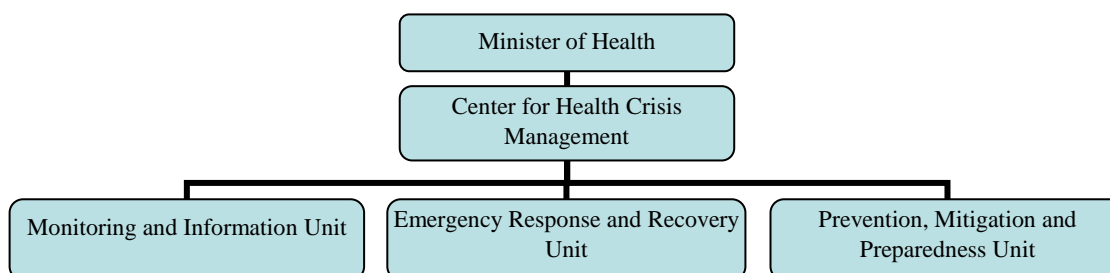 Minister of Health
Center for Health Crisis
Management
Monitoring and Information Unit
Emergency Response and Recovery
Unit
Prevention, Mitigation and
Preparedness Unit